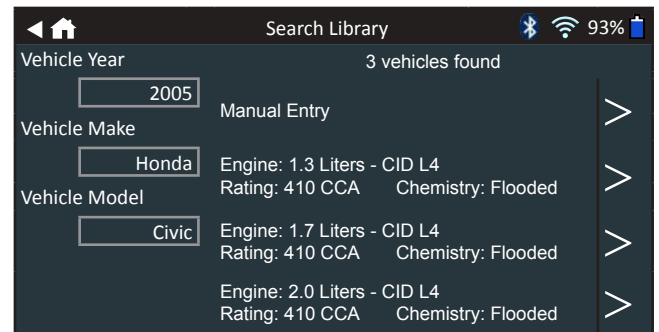 Search Library
93%
Vehicle Year
2005
Vehicle Make
Honda
Vehicle Model
Civic
3 vehicles found
Manual Entry
Engine: 1.3 Liters - CID L4
Rating: 410 CCA Chemistry: Flooded
Engine: 1.7 Liters - CID L4
Rating: 410 CCA Chemistry: Flooded
Engine: 2.0 Liters - CID L4
Rating: 410 CCA Chemistry: Flooded